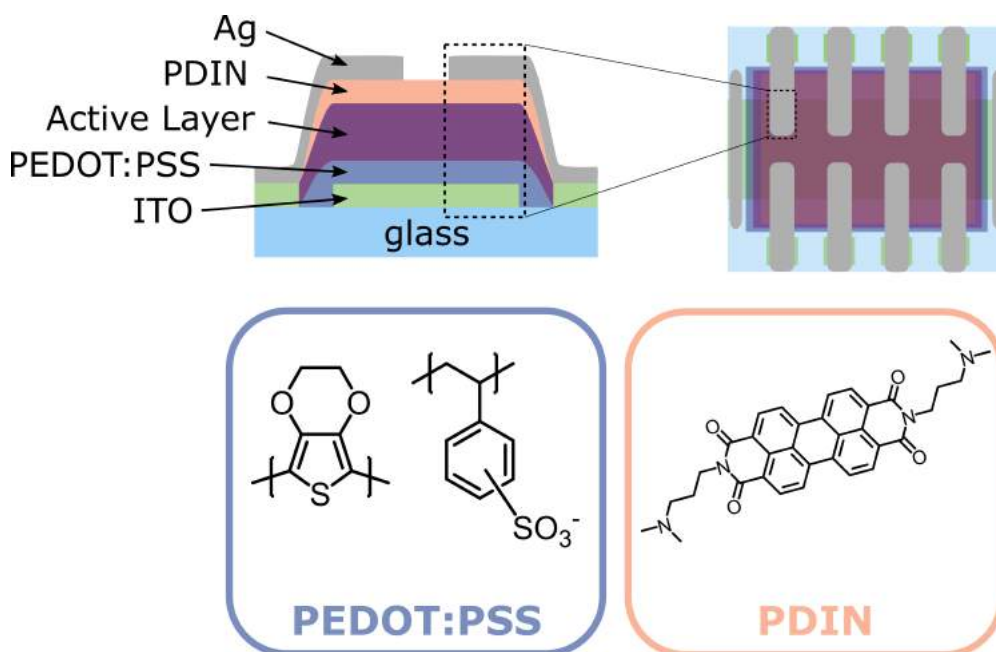 Ag
PDIN
Active Layer
PEDOT:PSS
ITO
glass
O
O
S
SO₃⁻
PEDOT:PSS
N
O
O
N
N
O
O
N
PDIN